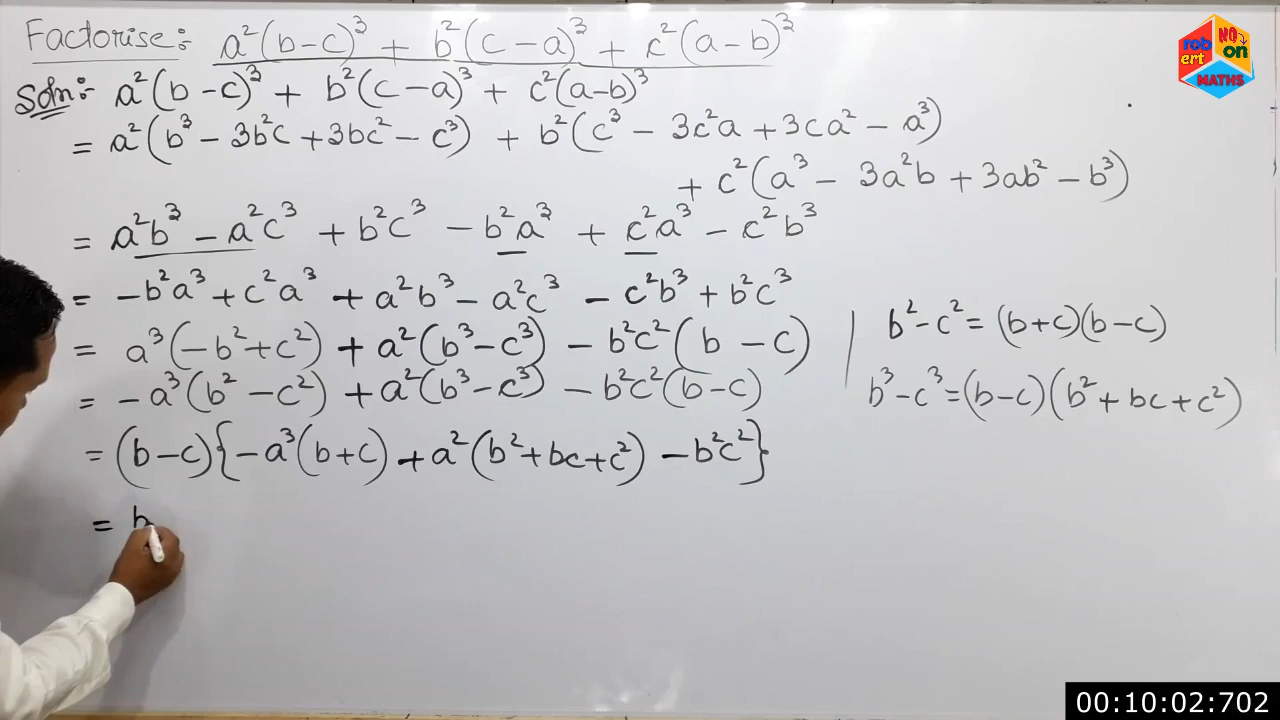 Factorise: a²(b-c)³ + b²(c-a)³ + c²(a-b)³
Soln: a²(b-c)³ + b²(c-a)³ + c²(a-b)³
= a²(b³ - 3b²c + 3bc² - c³) + b²(c³ - 3c²a + 3ca² - a³)
+ c²(a³ - 3a²b + 3ab² - b³)
= a²b³ - a²c³ + b²c³ - b²a³ + c²a³ - c²b³
= -b²a³ + c²a³ + a²b³ - a²c³ - c²b³ + b²c³
= a³(-b²+c²) + a²(b³-c³) - b²c²(b-c)
= -a³(b²-c²) + a²(b³-c³) - b²c²(b-c)
= (b-c){-a³(b+c) + a²(b²+bc+c²) - b²c²}
= b
b²-c² = (b+c)(b-c)
b³-c³=(b-c)(b²+bc+c²)
rob
ert
NO
on
MATHS
00:10:02:702